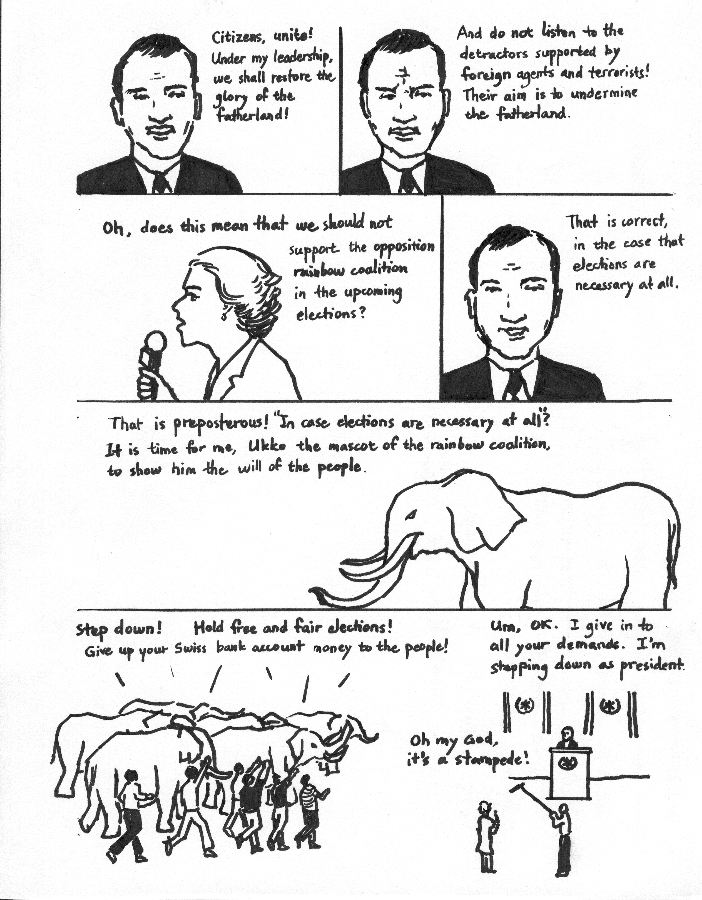 Citizens, unite!
Under my leadership,
we shall restore the
glory of the
fatherland!
And do not listen to the
detractors supported by
foreign agents and terrorists!
Their aim is to undermine
the fatherland.
Oh, does this mean that we should not
support the opposition
rainbow coalition
in the upcoming
elections?
That is correct,
in the case that
elections are
necessary at all.
That is preposterous! "In case elections are necessary at all"?
It is time for me, Ukko the mascot of the rainbow coalition,
to show him the will of the people.
Step down! Hold free and fair elections!
Give up your Swiss bank account money to the people!
Um, OK. I give in to
all your demands. I'm
stepping down as president.
Oh my God,
it's a stampede!